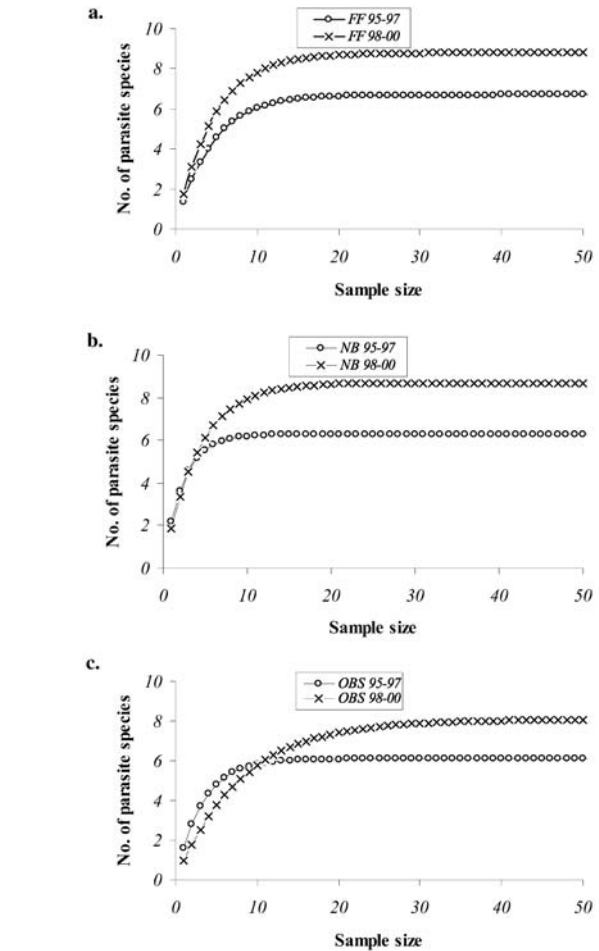 a.
FF 95-97
FF 98-00
10
8
6
4
2
0
No. of parasite species
0 10 20 30 40 50
Sample size
b.
NB 95-97
NB 98-00
10
8
6
4
2
0
No. of parasite species
0 10 20 30 40 50
Sample size
c.
OBS 95-97
OBS 98-00
10
8
6
4
2
0
No. of parasite species
0 10 20 30 40 50
Sample size